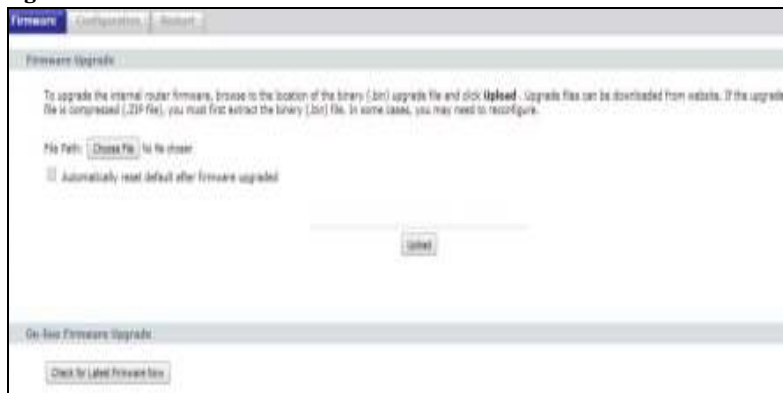 Firmware Configuration Restart
Firmware Upgrade
To upgrade the internal router firmware, browse to the location of the binary (.bin) upgrade file and click Upload. Upgrade files can be downloaded from website. If the upgrade
file is compressed (.ZIP file), you must first extract the binary (.bin) file. In some cases, you may need to reconfigure.
File Path: Choose File No file chosen
Automatically reset default after firmware upgraded
Upload
On-line Firmware Upgrade
Check for Latest Firmware Now